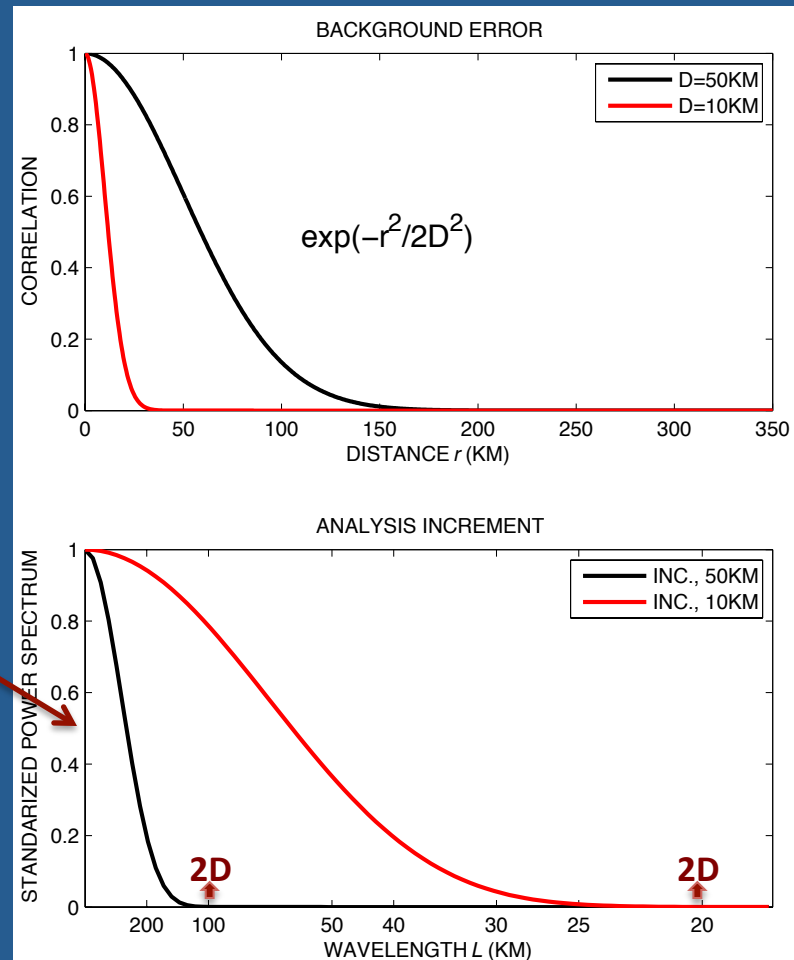 BACKGROUND ERROR
CORRELATION
1
0.8
0.6
0.4
0.2
0
D=50KM
D=10KM
exp(−r²/2D²)
0 50 100 150 200 250 300 350
DISTANCE r (KM)
ANALYSIS INCREMENT
STANDARIZED POWER SPECTRUM
1
0.8
0.6
0.4
0.2
0
INC., 50KM
INC., 10KM
2D 2D
200 100 50 40 30 25 20
WAVELENGTH L (KM)